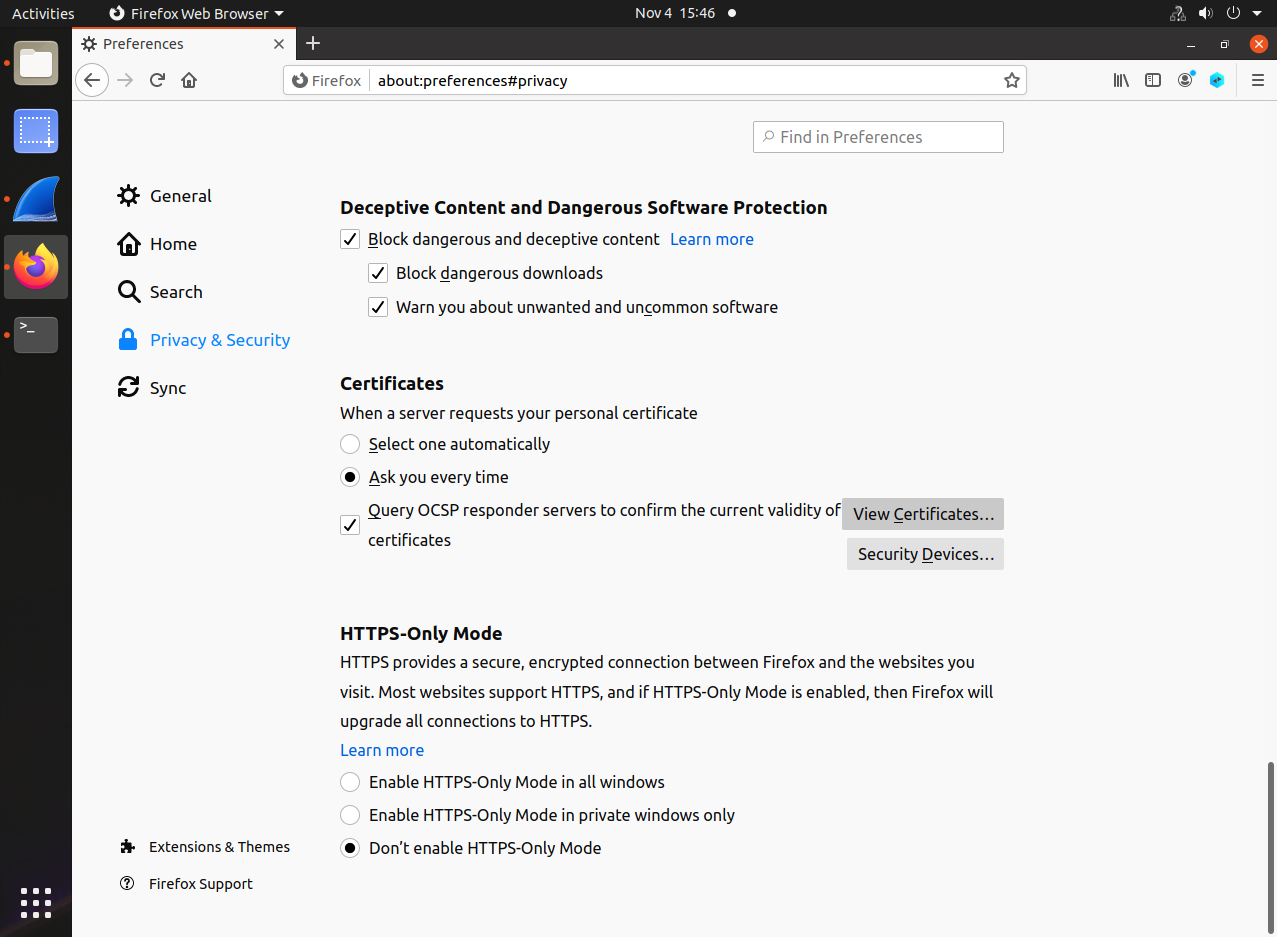 Activities
Firefox Web Browser
Nov 4 15:46
Preferences
Firefox
about:preferences#privacy
Find in Preferences
General
Home
Search
Privacy & Security
Sync
Deceptive Content and Dangerous Software Protection
Block dangerous and deceptive content Learn more
Block dangerous downloads
Warn you about unwanted and uncommon software
Certificates
When a server requests your personal certificate
Select one automatically
Ask you every time
Query OCSP responder servers to confirm the current validity of
certificates
View Certificates…
Security Devices…
HTTPS-Only Mode
HTTPS provides a secure, encrypted connection between Firefox and the websites you
visit. Most websites support HTTPS, and if HTTPS-Only Mode is enabled, then Firefox will
upgrade all connections to HTTPS.
Learn more
Enable HTTPS-Only Mode in all windows
Enable HTTPS-Only Mode in private windows only
Don’t enable HTTPS-Only Mode
Extensions & Themes
Firefox Support